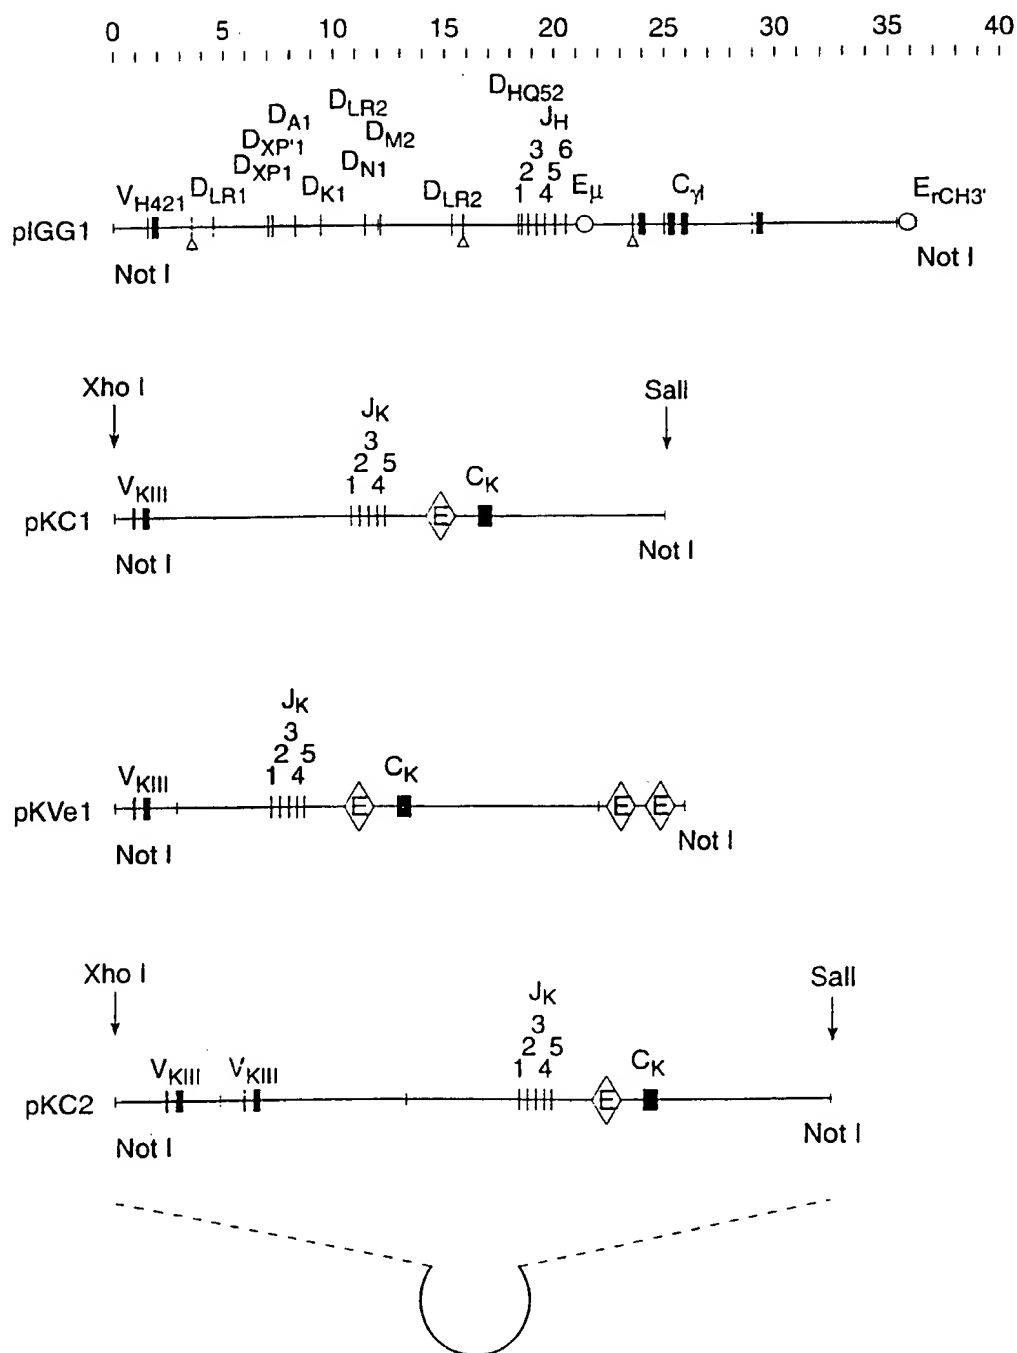 0 5 10 15 20 25 30 35 40
DHQ52
DA1 DLR2 JH
DXP'1 DM2 3 6
DXP1 DN1 2 5
VH421 DLR1 DK1 DLR2 1 4 Eμ CγI ErCH3'
pIGG1
Not I Not I
Xho I SalI
JK
3
2 5
VKIII 1 4 CK
pKC1 E
Not I Not I
JK
3
2 5
VKIII 1 4 CK
pKVe1 E E E
Not I Not I
Xho I SalI
JK
3
2 5
VKIII VKIII 1 4 CK
pKC2 E
Not I Not I